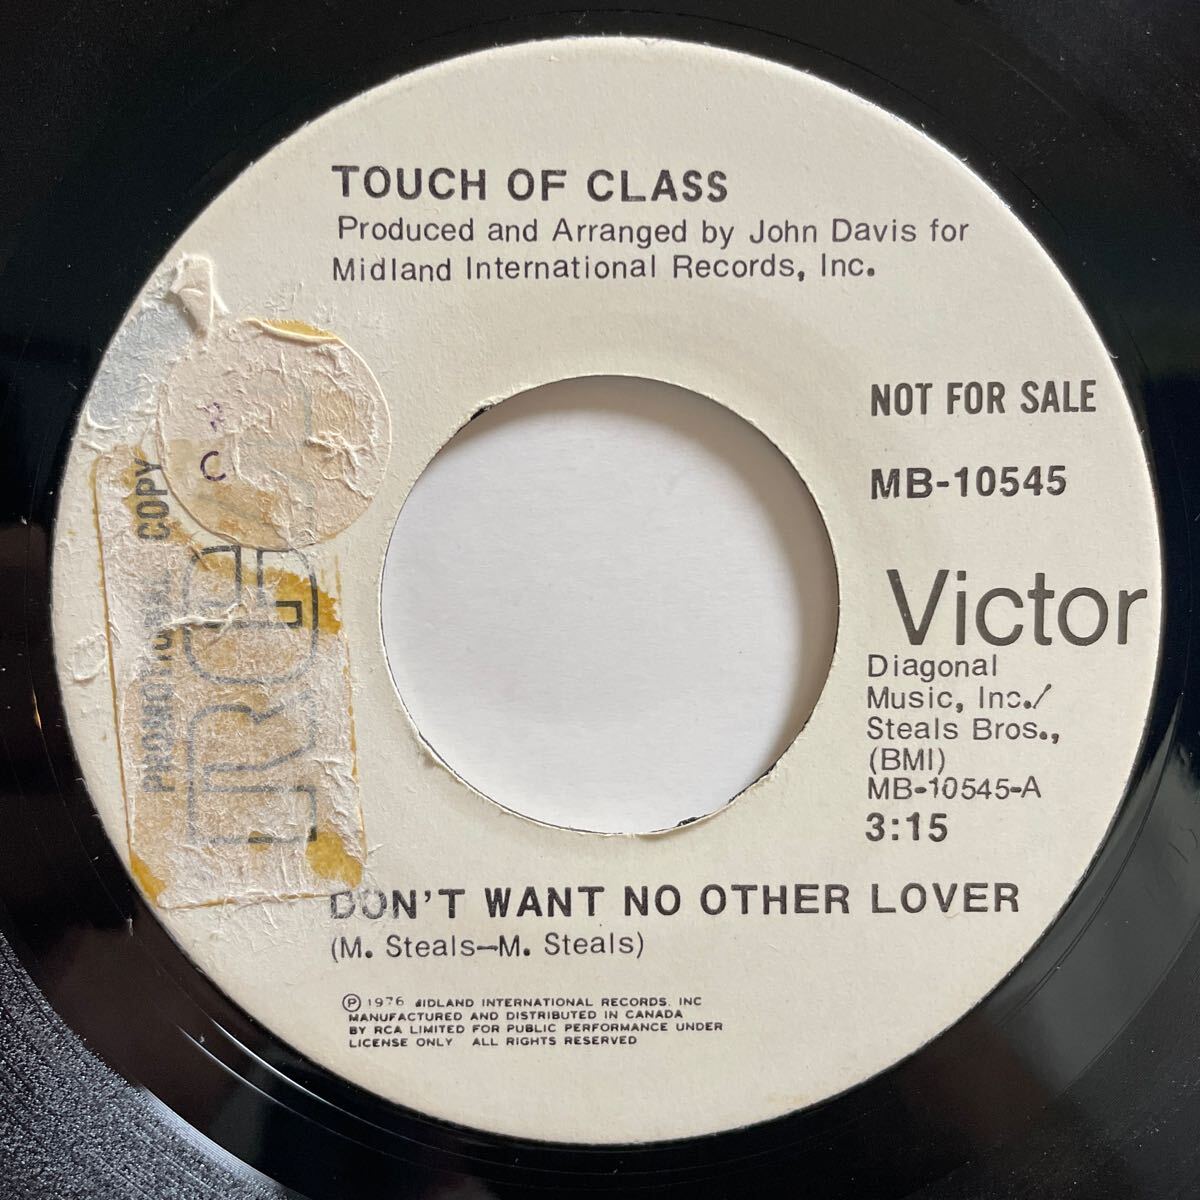 TOUCH OF CLASS
Produced and Arranged by John Davis for
Midland International Records, Inc.
NOT FOR SALE
MB-10545
Victor
Diagonal
Music, Inc./
Steals Bros.,
(BMI)
MB-10545-A
3:15
PROMOTIONAL COPY
RCA
C
DON'T WANT NO OTHER LOVER
(M. Steals—M. Steals)
Ⓟ 1976 MIDLAND INTERNATIONAL RECORDS, INC
MANUFACTURED AND DISTRIBUTED IN CANADA
BY RCA LIMITED FOR PUBLIC PERFORMANCE UNDER
LICENSE ONLY ALL RIGHTS RESERVED